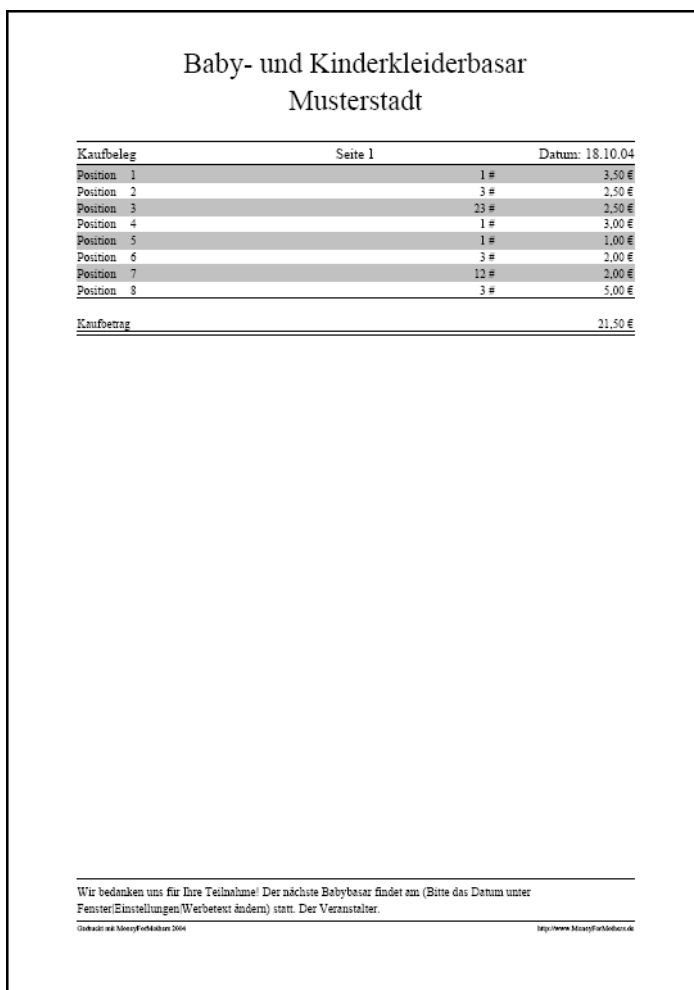 Baby- und Kinderkleiderbasar
Musterstadt
Kaufbeleg Seite 1 Datum: 18.10.04
Position 1 1 # 3,50 €
Position 2 3 # 2,50 €
Position 3 23 # 2,50 €
Position 4 1 # 3,00 €
Position 5 1 # 1,00 €
Position 6 3 # 2,00 €
Position 7 12 # 2,00 €
Position 8 3 # 5,00 €
Kaufbetrag 21,50 €
Wir bedanken uns für Ihre Teilnahme! Der nächste Babybasar findet am (Bitte das Datum unter
Fenster|Einstellungen|Werbetext ändern) statt. Der Veranstalter.
Gedruckt mit MoneyForMothers 2004 http://www.MoneyForMothers.de